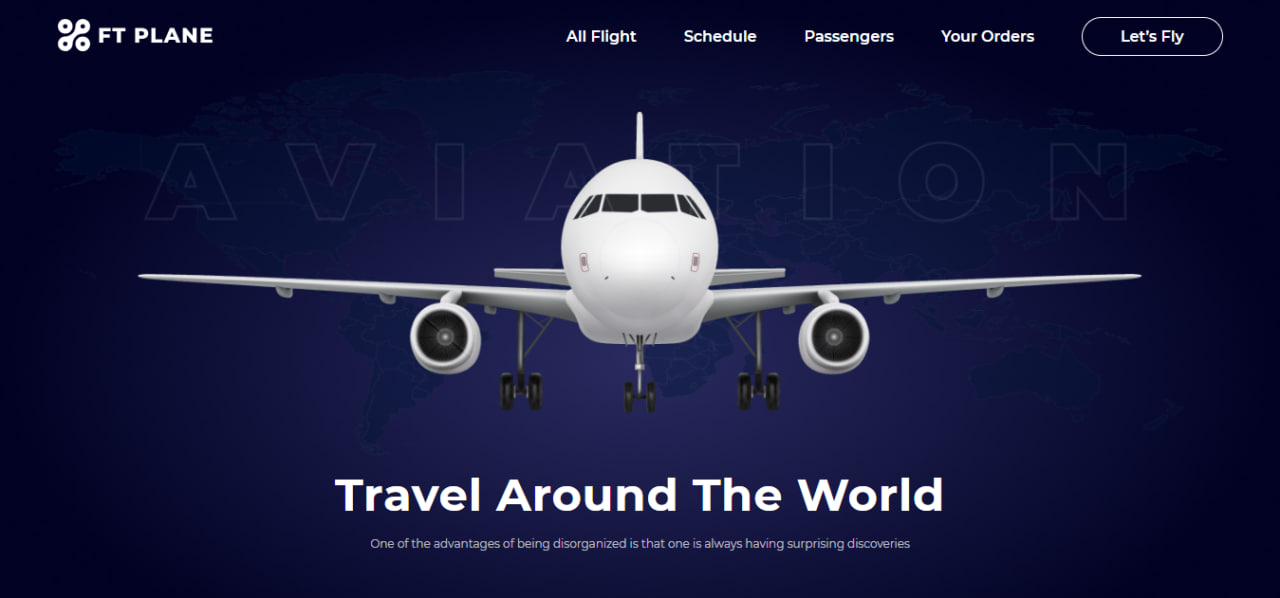 FT PLANE
All Flight
Schedule
Passengers
Your Orders
Let's Fly
AVIATION
Travel Around The World
One of the advantages of being disorganized is that one is always having surprising discoveries